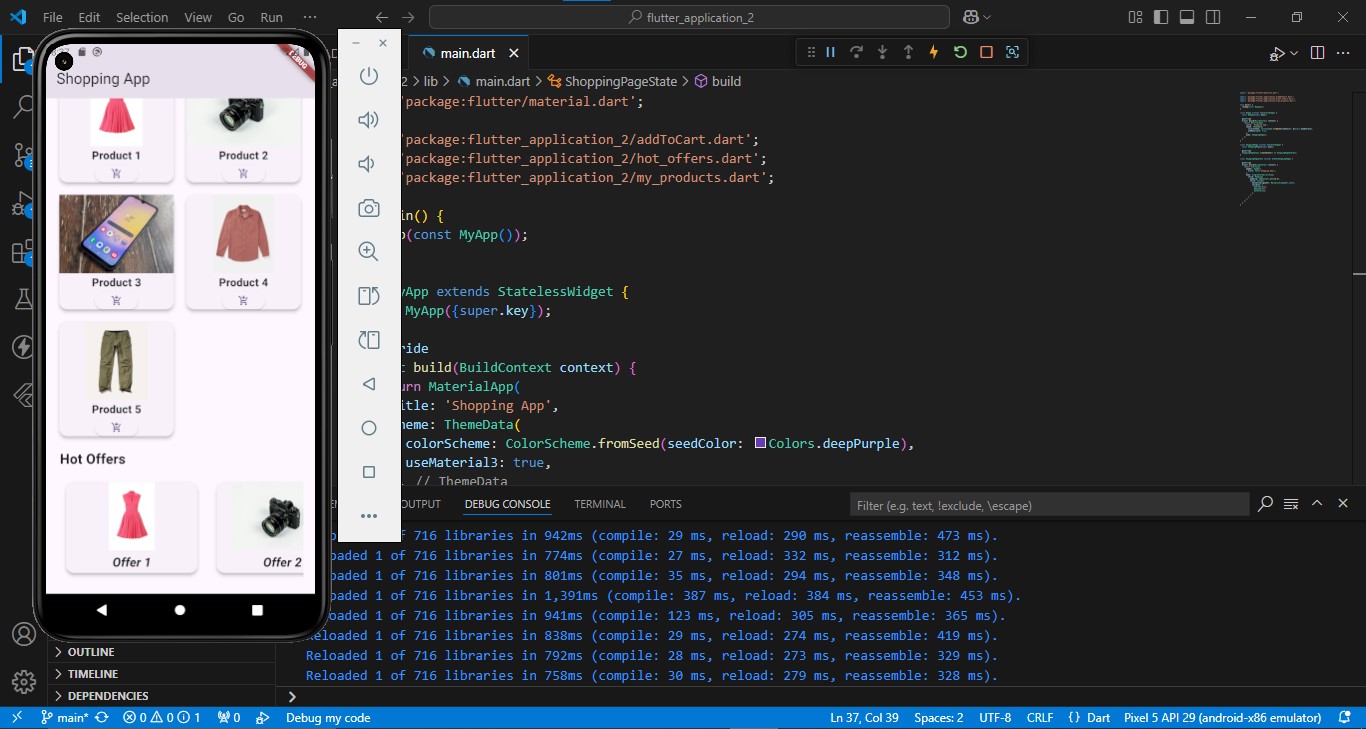 File Edit Selection View Go Run ···
flutter_application_2
DEBUG
Shopping App
Product 1
Product 2
Product 3
Product 4
Product 5
Hot Offers
Offer 1
Offer 2
main.dart
2 > lib > main.dart > ShoppingPageState > build
'package:flutter/material.dart';
'package:flutter_application_2/addToCart.dart';
'package:flutter_application_2/hot_offers.dart';
'package:flutter_application_2/my_products.dart';
in() {
(const MyApp());
yApp extends StatelessWidget {
MyApp({super.key});
ride
t build(BuildContext context) {
urn MaterialApp(
itle: 'Shopping App',
heme: ThemeData(
colorScheme: ColorScheme.fromSeed(seedColor: Colors.deepPurple),
useMaterial3: true,
// ThemeData
OUTPUT DEBUG CONSOLE TERMINAL PORTS
Filter (e.g. text, !exclude, \escape)
of 716 libraries in 942ms (compile: 29 ms, reload: 290 ms, reassemble: 473 ms).
oaded 1 of 716 libraries in 774ms (compile: 27 ms, reload: 332 ms, reassemble: 312 ms).
oaded 1 of 716 libraries in 801ms (compile: 35 ms, reload: 294 ms, reassemble: 348 ms).
oaded 1 of 716 libraries in 1,391ms (compile: 387 ms, reload: 384 ms, reassemble: 453 ms).
oaded 1 of 716 libraries in 941ms (compile: 123 ms, reload: 305 ms, reassemble: 365 ms).
Reloaded 1 of 716 libraries in 838ms (compile: 29 ms, reload: 274 ms, reassemble: 419 ms).
Reloaded 1 of 716 libraries in 792ms (compile: 28 ms, reload: 273 ms, reassemble: 329 ms).
Reloaded 1 of 716 libraries in 758ms (compile: 30 ms, reload: 279 ms, reassemble: 328 ms).
OUTLINE
TIMELINE
DEPENDENCIES
main* 0 0 1 0 Debug my code Ln 37, Col 39 Spaces: 2 UTF-8 CRLF {} Dart Pixel 5 API 29 (android-x86 emulator)